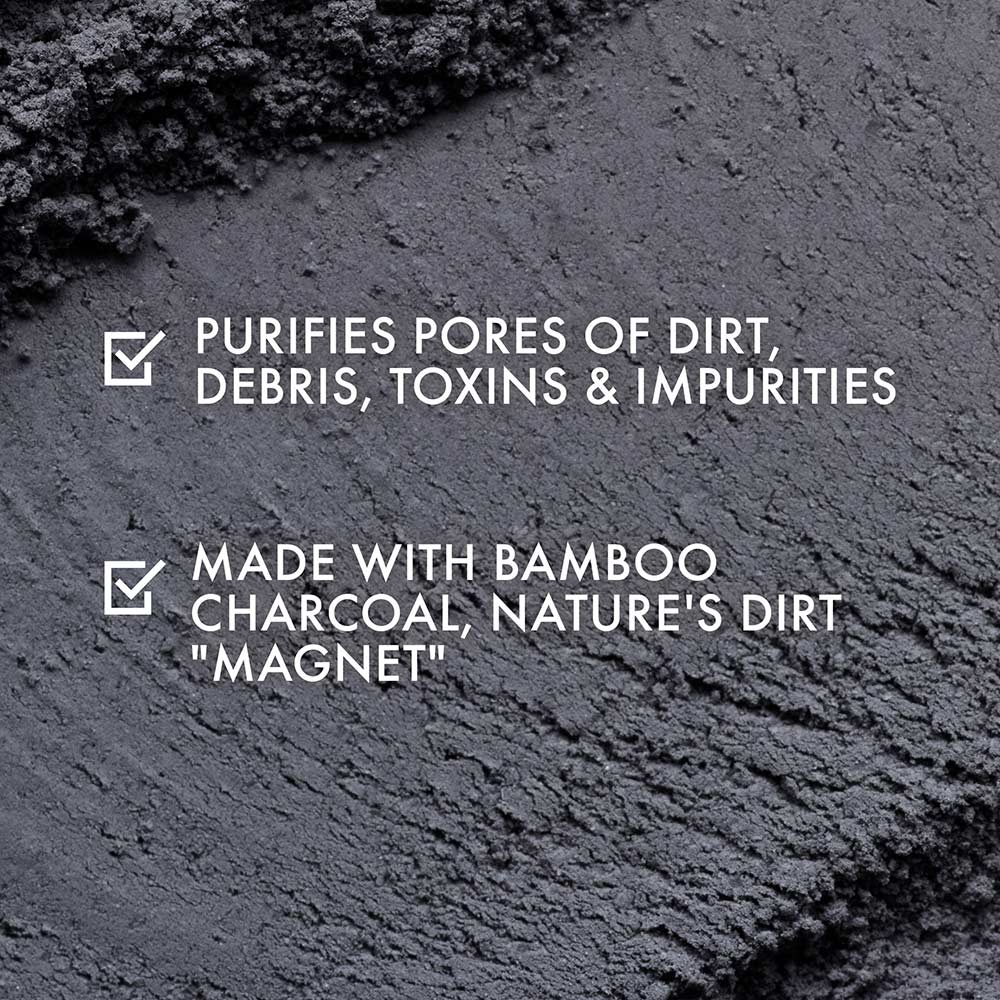 PURIFIES PORES OF DIRT,
DEBRIS, TOXINS & IMPURITIES
MADE WITH BAMBOO
CHARCOAL, NATURE'S DIRT
"MAGNET"